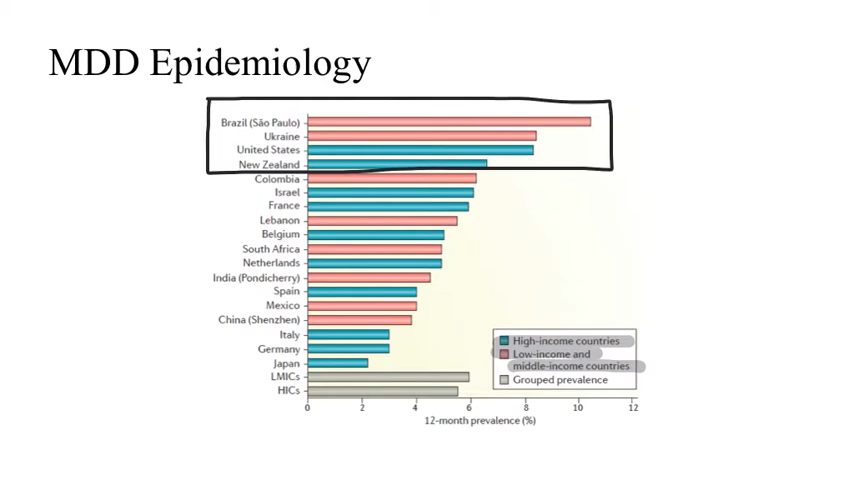 MDD Epidemiology
Brazil (São Paulo)
Ukraine
United States
New Zealand
Colombia
Israel
France
Lebanon
Belgium
South Africa
Netherlands
India (Pondicherry)
Spain
Mexico
China (Shenzhen)
Italy
Germany
Japan
LMICs
HICs
High-income countries
Low-income and
middle-income countries
Grouped prevalence
0 2 4 6 8 10 12
12-month prevalence (%)